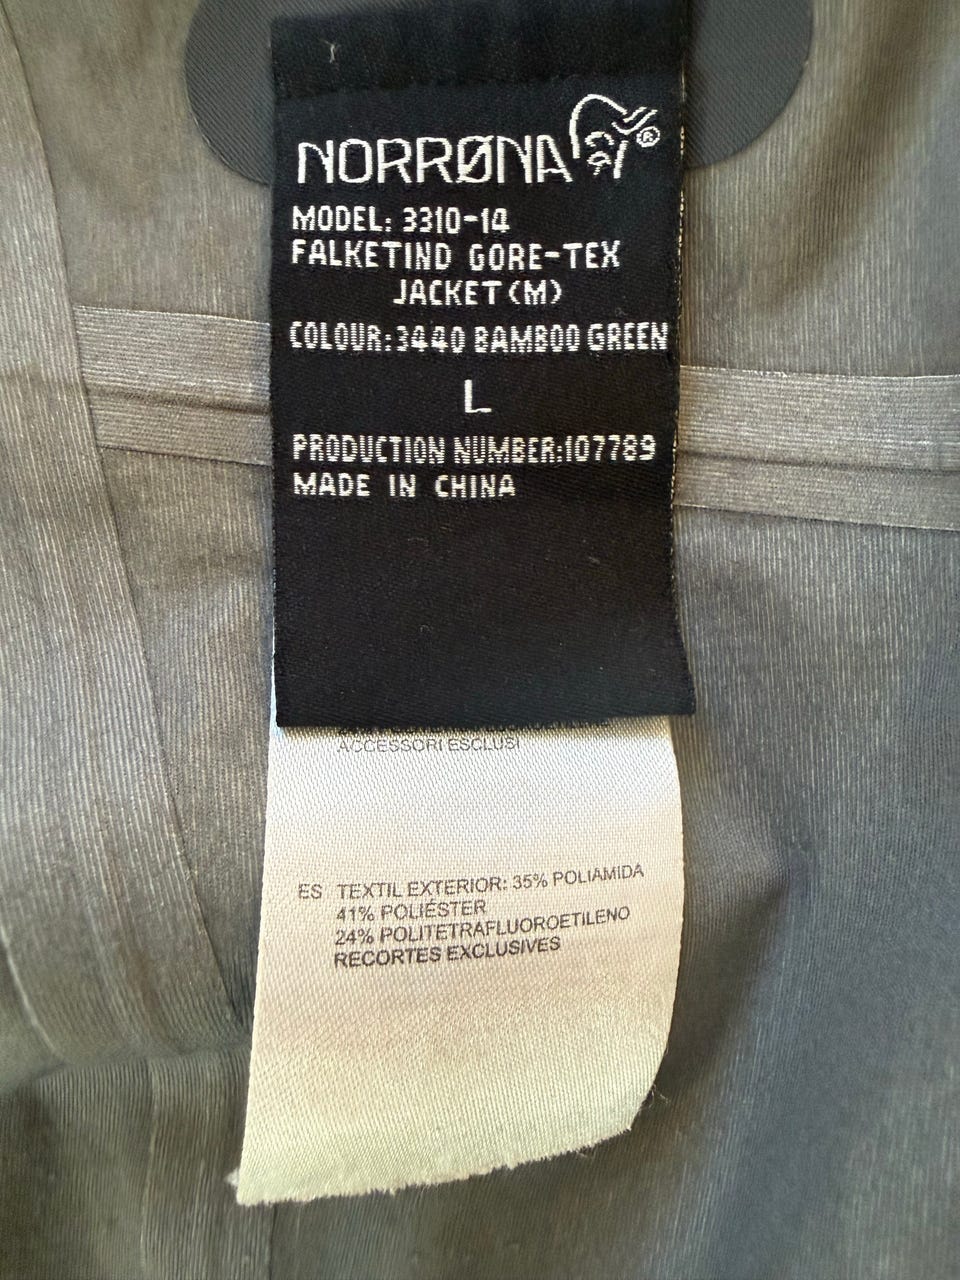 NORRØNA®
MODEL: 3310-14
FALKETIND GORE-TEX
JACKET (M)
COLOUR: 3440 BAMBOO GREEN
L
PRODUCTION NUMBER: 107789
MADE IN CHINA
ACCESSORI ESCLUSI
ES TEXTIL EXTERIOR: 35% POLIAMIDA
41% POLIÉSTER
24% POLITETRAFLUOROETILENO
RECORTES EXCLUSIVES